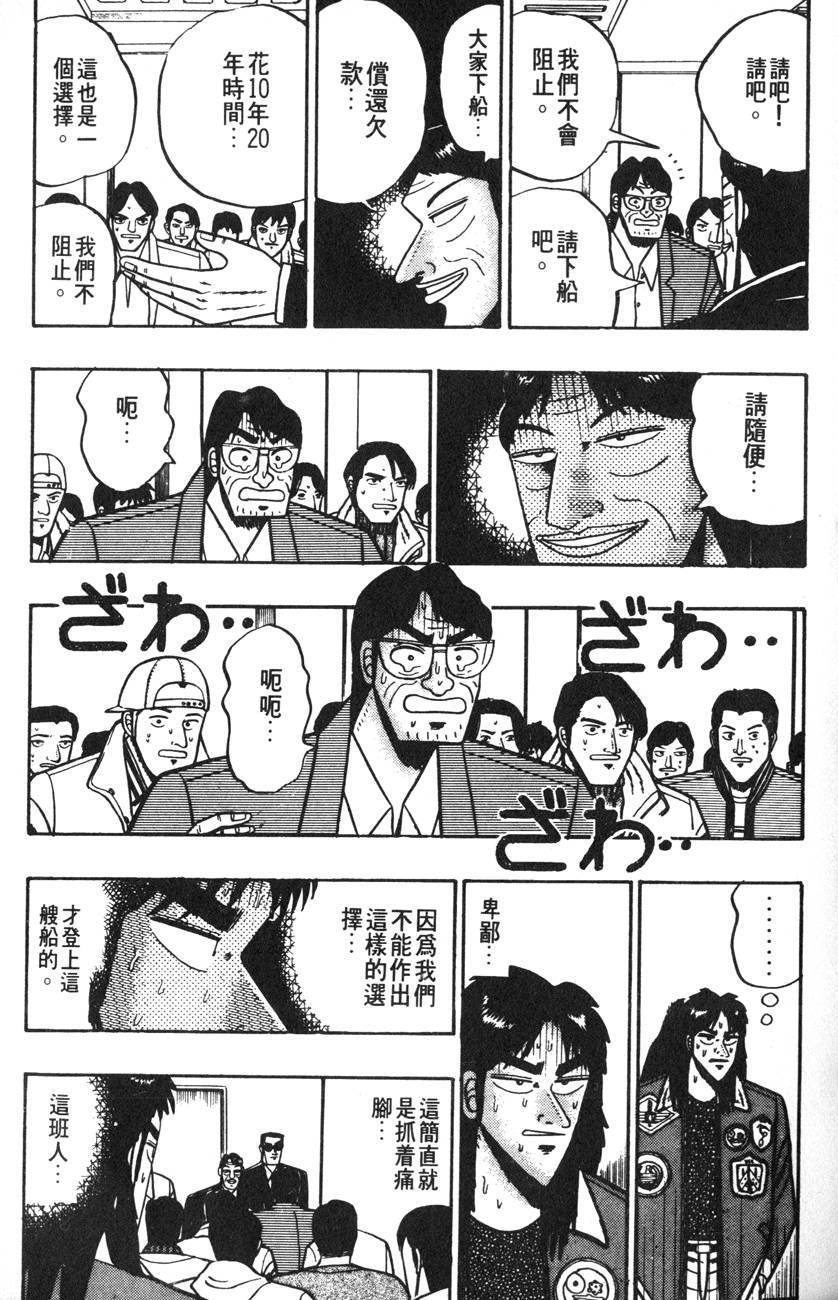 請吧!
請吧。
我們不會
阻止。
請下船
吧。
大家下船…
償還欠
款…
花10年20
年時間…
這也是一
個選擇。
我們不
阻止。
請隨便…
呃…
ざわ‥
ざわ‥
呃呃…
ざわ‥
………
卑鄙…
因爲我們
不能作出
這樣的選
擇…
才登上這
艘船的。
這簡直就
是抓着痛
腳…
這班人…